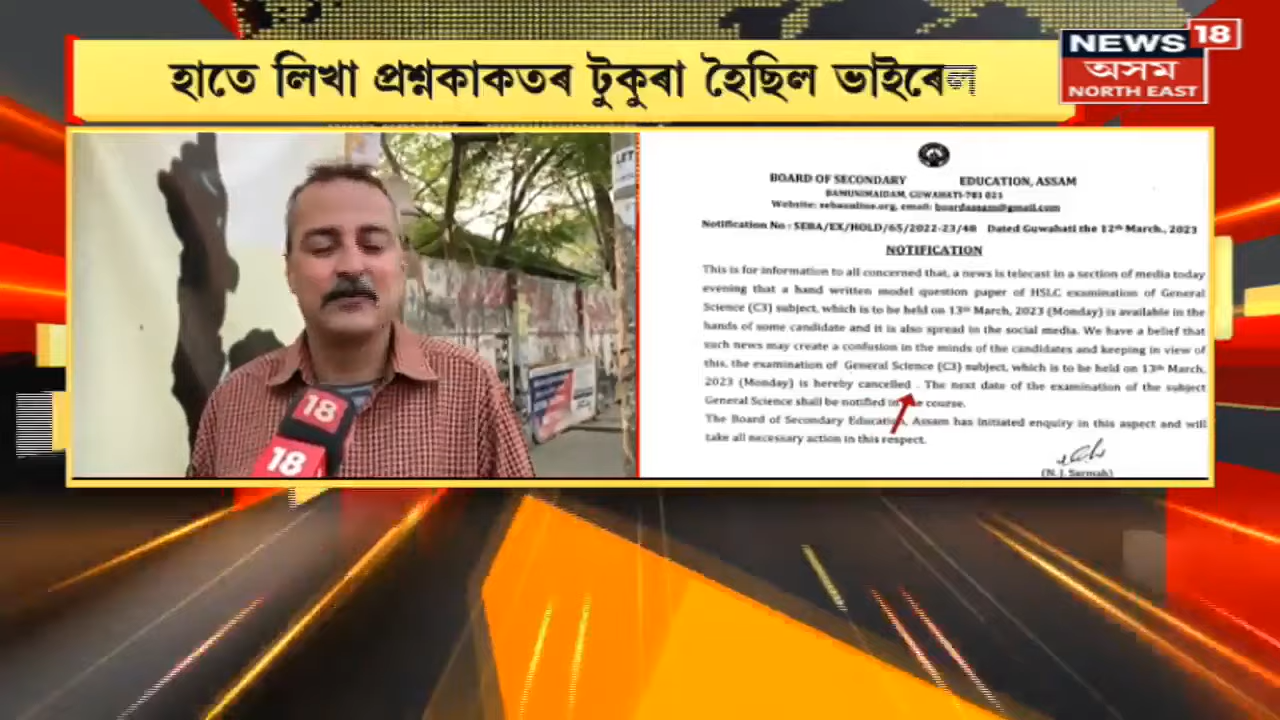 হাতে লিখা প্ৰশ্নকাকতৰ টুকুৰা হৈছিল ভাইৰেল
NEWS 18
অসম
NORTH EAST
LET
18
18
BOARD OF SECONDARY EDUCATION, ASSAM
BAMUNIMAIDAM, GUWAHATI-781 021
Website: sebaonline.org, email: boardassam@gmail.com
Notification No : SEBA/EX/HOLD/65/2022-23/48 Dated Guwahati the 12th March., 2023
NOTIFICATION
This is for information to all concerned that, a news is telecast in a section of media today
evening that a hand written model question paper of HSLC examination of General
Science (C3) subject, which is to be held on 13th March, 2023 (Monday) is available in the
hands of some candidate and it is also spread in the social media. We have a belief that
such news may create a confusion in the minds of the candidates and keeping in view of
this, the examination of General Science (C3) subject, which is to be held on 13th March,
2023 (Monday) is hereby cancelled . The next date of the examination of the subject
General Science shall be notified in course.
The Board of Secondary Education, Assam has initiated enquiry in this aspect and will
take all necessary action in this respect.
(N. J. Sarmah)